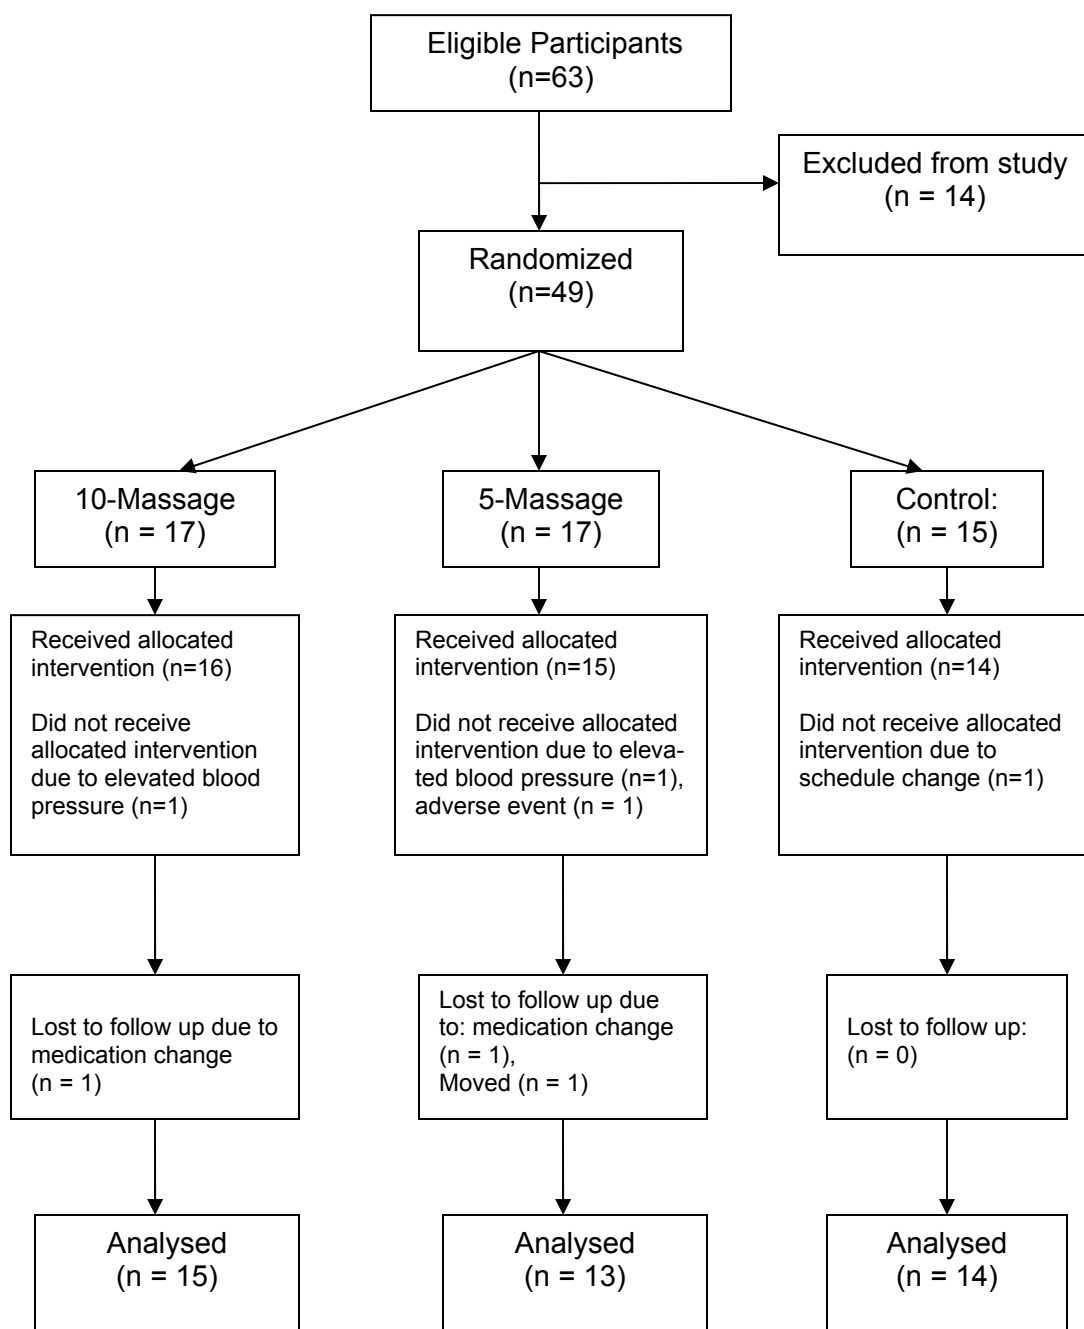 Eligible Participants
(n=63)
Excluded from study
(n = 14)
Randomized
(n=49)
10-Massage
(n = 17)
5-Massage
(n = 17)
Control:
(n = 15)
Received allocated
intervention (n=16)
Did not receive
allocated intervention
due to elevated blood
pressure (n=1)
Received allocated
intervention (n=15)
Did not receive allocated
intervention due to eleva-
ted blood pressure (n=1),
adverse event (n = 1)
Received allocated
intervention (n=14)
Did not receive allocated
intervention due to
schedule change (n=1)
Lost to follow up due to
medication change
(n = 1)
Lost to follow up due
to: medication change
(n = 1),
Moved (n = 1)
Lost to follow up:
(n = 0)
Analysed
(n = 15)
Analysed
(n = 13)
Analysed
(n = 14)